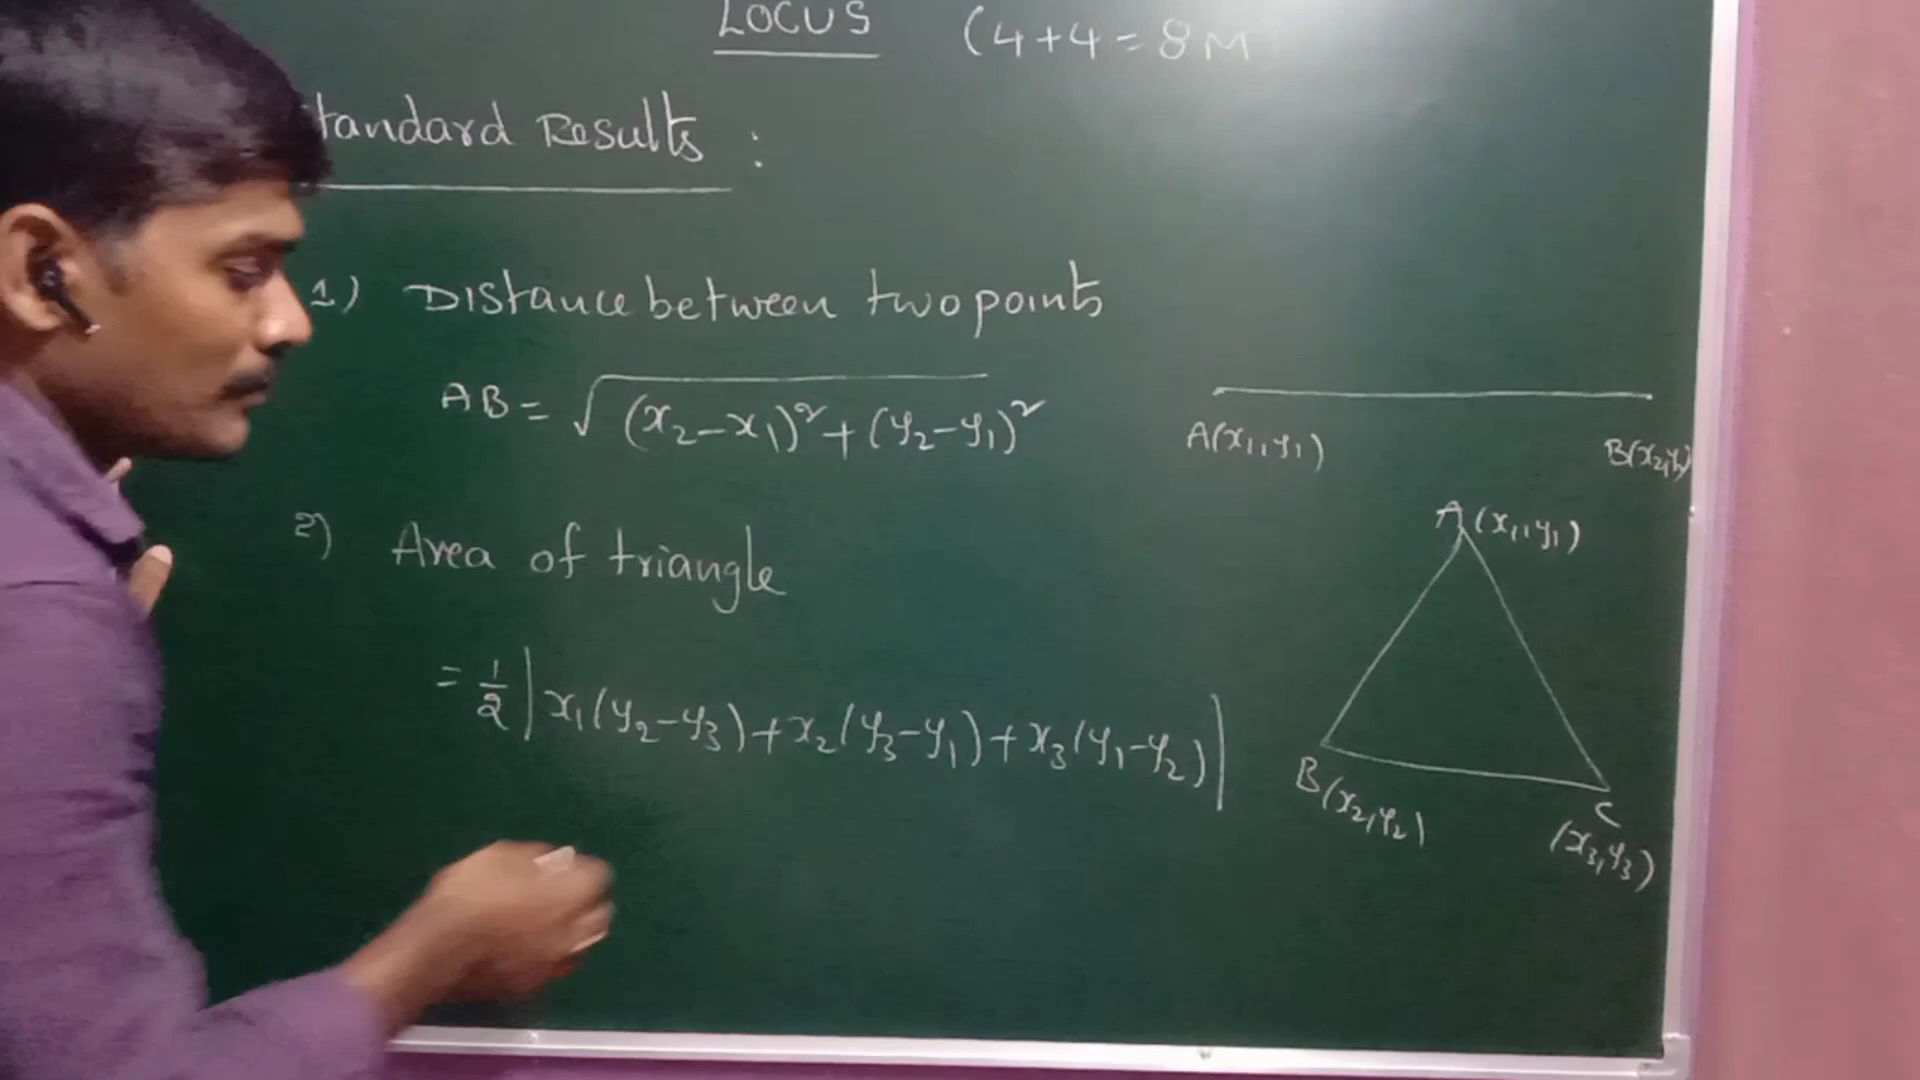 LOCUS (4+4=8M
tandard Results :
1) Distance between two points
AB = √(x₂-x₁)²+(y₂-y₁)²
A(x₁,y₁)
B(x₂,y₂)
2) Area of triangle
A(x₁,y₁)
= 1/2 |x₁(y₂-y₃)+x₂(y₃-y₁)+x₃(y₁-y₂)|
B(x₂,y₂)
C
(x₃,y₃)